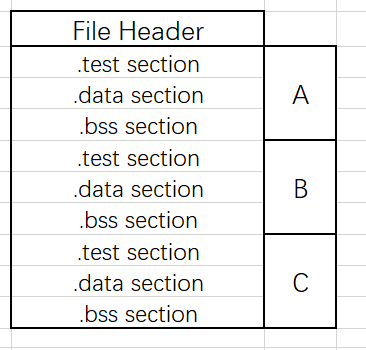 File Header
.test section
.data section
.bss section
A
.test section
.data section
.bss section
B
.test section
.data section
.bss section
C